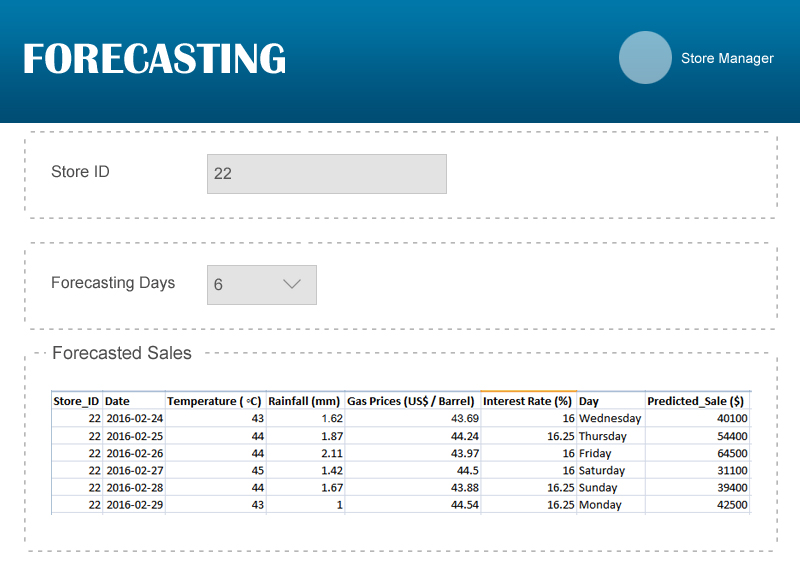 FORECASTING
Store Manager
Store ID 22
Forecasting Days 6
Forecasted Sales
Store_ID Date Temperature ( °C) Rainfall (mm) Gas Prices (US$ / Barrel) Interest Rate (%) Day Predicted_Sale ($)
22 2016-02-24 43 1.62 43.69 16 Wednesday 40100
22 2016-02-25 44 1.87 44.24 16.25 Thursday 54400
22 2016-02-26 44 2.11 43.97 16 Friday 64500
22 2016-02-27 45 1.42 44.5 16 Saturday 31100
22 2016-02-28 44 1.67 43.88 16.25 Sunday 39400
22 2016-02-29 43 1 44.54 16.25 Monday 42500